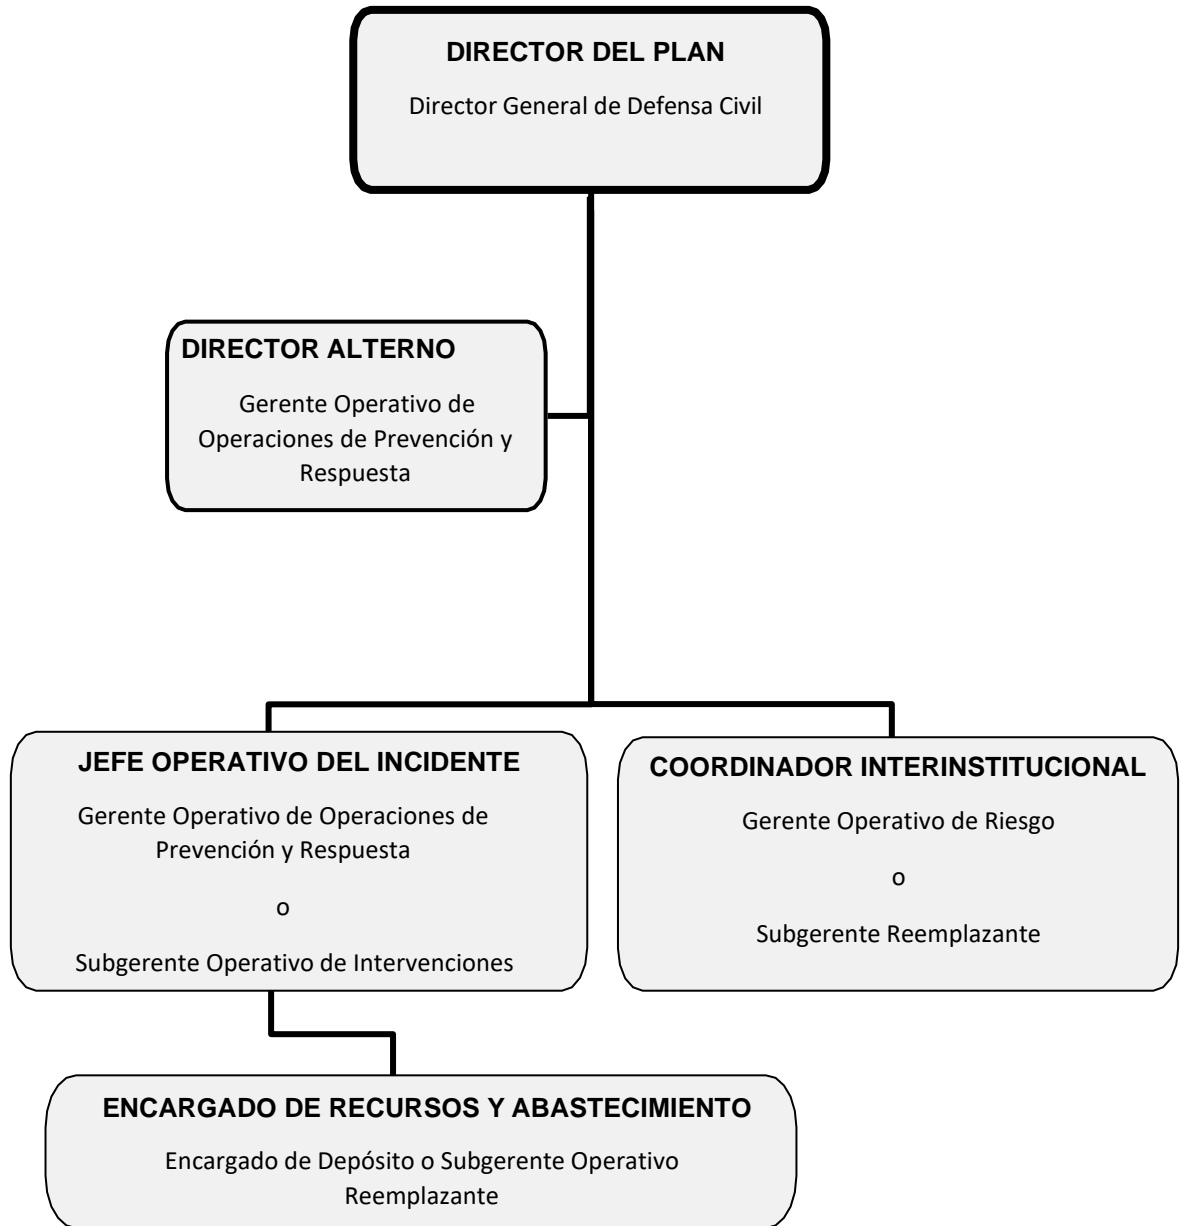 DIRECTOR DEL PLAN
Director General de Defensa Civil
DIRECTOR ALTERNO
Gerente Operativo de
Operaciones de Prevención y
Respuesta
JEFE OPERATIVO DEL INCIDENTE
Gerente Operativo de Operaciones de
Prevención y Respuesta
o
Subgerente Operativo de Intervenciones
COORDINADOR INTERINSTITUCIONAL
Gerente Operativo de Riesgo
o
Subgerente Reemplazante
ENCARGADO DE RECURSOS Y ABASTECIMIENTO
Encargado de Depósito o Subgerente Operativo
Reemplazante